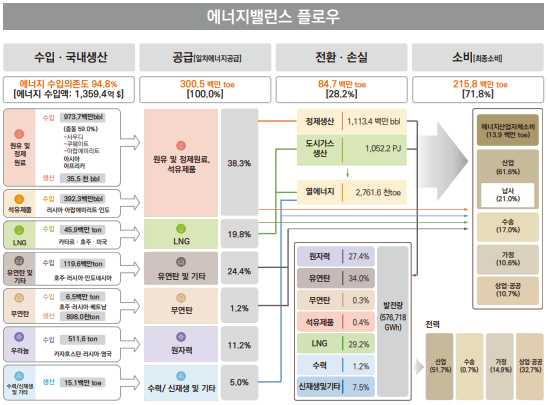 에너지밸런스 플로우
수입 · 국내생산
공급[일차에너지공급]
전환 · 손실
소비[최종소비]
에너지 수입의존도 94.8%
[에너지 수입액: 1,359.4억 $]
300.5 백만 toe
[100.0%]
84.7 백만 toe
[28.2%]
215.8 백만 toe
[71.8%]
원유 및
정제
원료
수입 973.7백만bbl
(중동 59.0%)
-사우디
-쿠웨이트
-아랍에미리트
아시아
아프리카
생산 35.5 천 bbl
석유제품
수입 392.3백만bbl
러시아·아랍에미리트·인도
LNG
수입 45.9백만 ton
카타르 · 호주 · 미국
유연탄 및
기타
수입 119.6백만ton
호주·러시아·인도네시아
무연탄
수입 6.5백만 ton
호주·러시아·베트남
생산 898.0천ton
우라늄
수입 511.6 ton
카자흐스탄·러시아·영국
수력/신재생
및 기타
생산 15.1백만 toe
원유 및 정제원료,
석유제품
38.3%
LNG
19.8%
유연탄 및 기타
24.4%
무연탄
1.2%
원자력
11.2%
수력/ 신재생 및 기타
5.0%
정제생산 1,113.4 백만 bbl
도시가스
생산
1,052.2 PJ
열에너지 2,761.6 천toe
원자력 27.4%
유연탄 34.0%
무연탄 0.3%
석유제품 0.4%
LNG 29.2%
수력 1.2%
신재생및기타 7.5%
발전량
(576,718
GWh)
에너지산업자체소비
(13.9 백만 toe)
산업
(61.6%)
납사
(21.0%)
수송
(17.0%)
가정
(10.6%)
상업·공공
(10.7%)
전력
산업
(51.7%)
수송
(0.7%)
가정
(14.9%)
상업·공공
(32.7%)